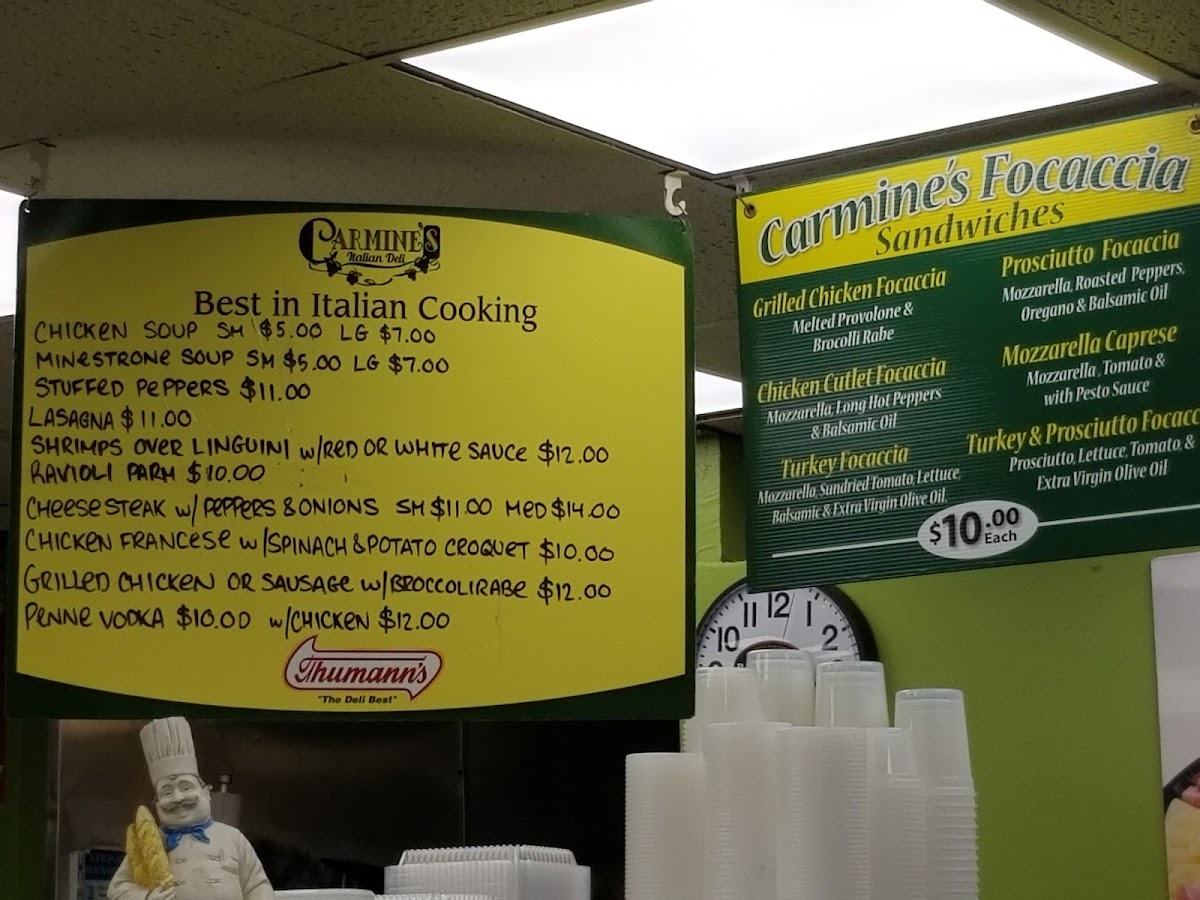 CARMINE'S
Italian Deli
Best in Italian Cooking
CHICKEN SOUP SM $5.00 LG $7.00
MINESTRONE SOUP SM $5.00 LG $7.00
STUFFED PEPPERS $11.00
LASAGNA $11.00
SHRIMPS OVER LINGUINI W/RED OR WHITE SAUCE $12.00
RAVIOLI PARM $10.00
CHEESESTEAK W/ PEPPERS & ONIONS SM $11.00 MED $14.00
CHICKEN FRANCESE W/SPINACH & POTATO CROQUET $10.00
GRILLED CHICKEN OR SAUSAGE W/BROCCOLIRABE $12.00
PENNE VODKA $10.00 W/CHICKEN $12.00
Thumann's
"The Deli Best"
Carmine's Focaccia
Sandwiches
Grilled Chicken Focaccia
Melted Provolone &
Brocolli Rabe
Chicken Cutlet Focaccia
Mozzarella, Long Hot Peppers
& Balsamic Oil
Turkey Focaccia
Mozzarella, Sundried Tomato, Lettuce,
Balsamic & Extra Virgin Olive Oil
Prosciutto Focaccia
Mozzarella, Roasted Peppers,
Oregano & Balsamic Oil
Mozzarella Caprese
Mozzarella, Tomato &
with Pesto Sauce
Turkey & Prosciutto Focacc
Prosciutto, Lettuce, Tomato, &
Extra Virgin Olive Oil
$10.00
Each
11 12
10 2